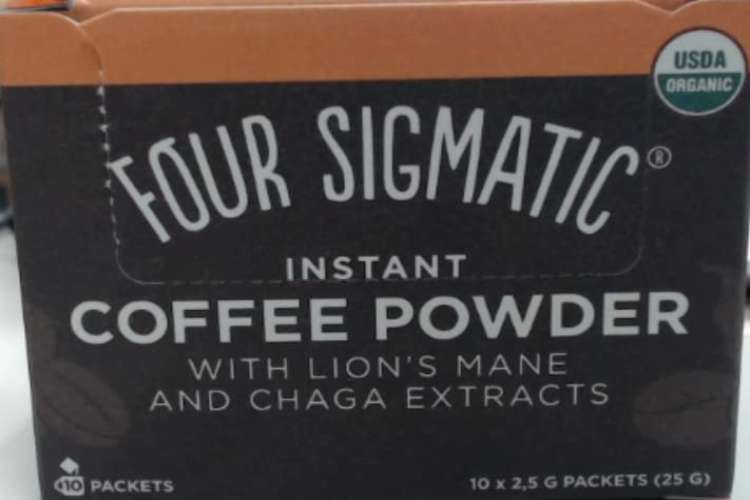 USDA
ORGANIC
FOUR SIGMATIC®
INSTANT
COFFEE POWDER
WITH LION'S MANE
AND CHAGA EXTRACTS
10 PACKETS
10 x 2,5 G PACKETS (25 G)